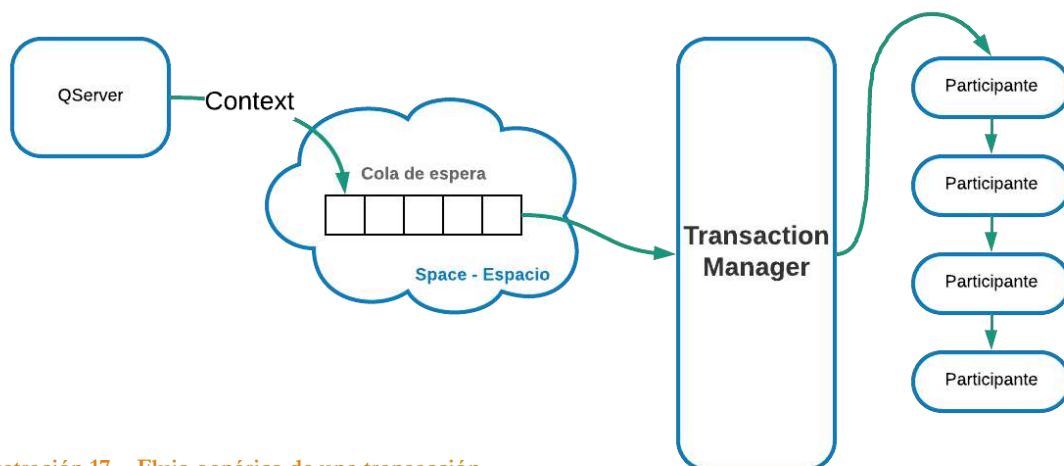 QServer
Context
Cola de espera
Space - Espacio
Transaction
Manager
Participante
Participante
Participante
Participante